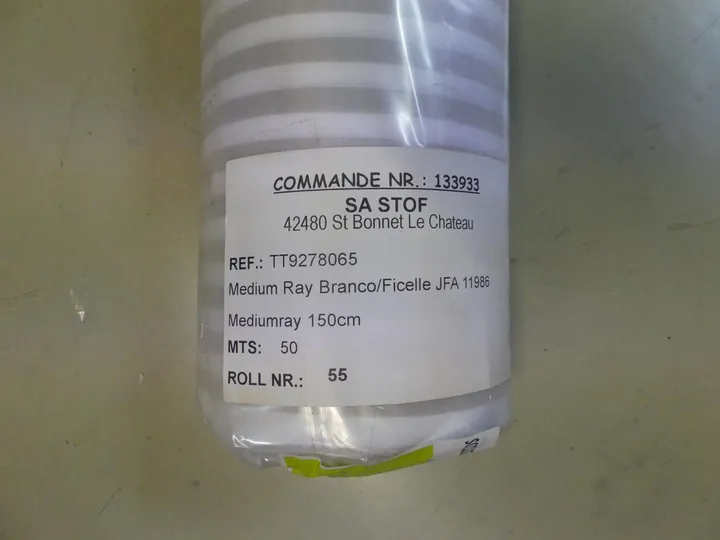 COMMANDE NR.: 133933
SA STOF
42480 St Bonnet Le Chateau
REF.: TT9278065
Medium Ray Branco/Ficelle JFA 11986
Mediumray 150cm
MTS: 50
ROLL NR.: 55